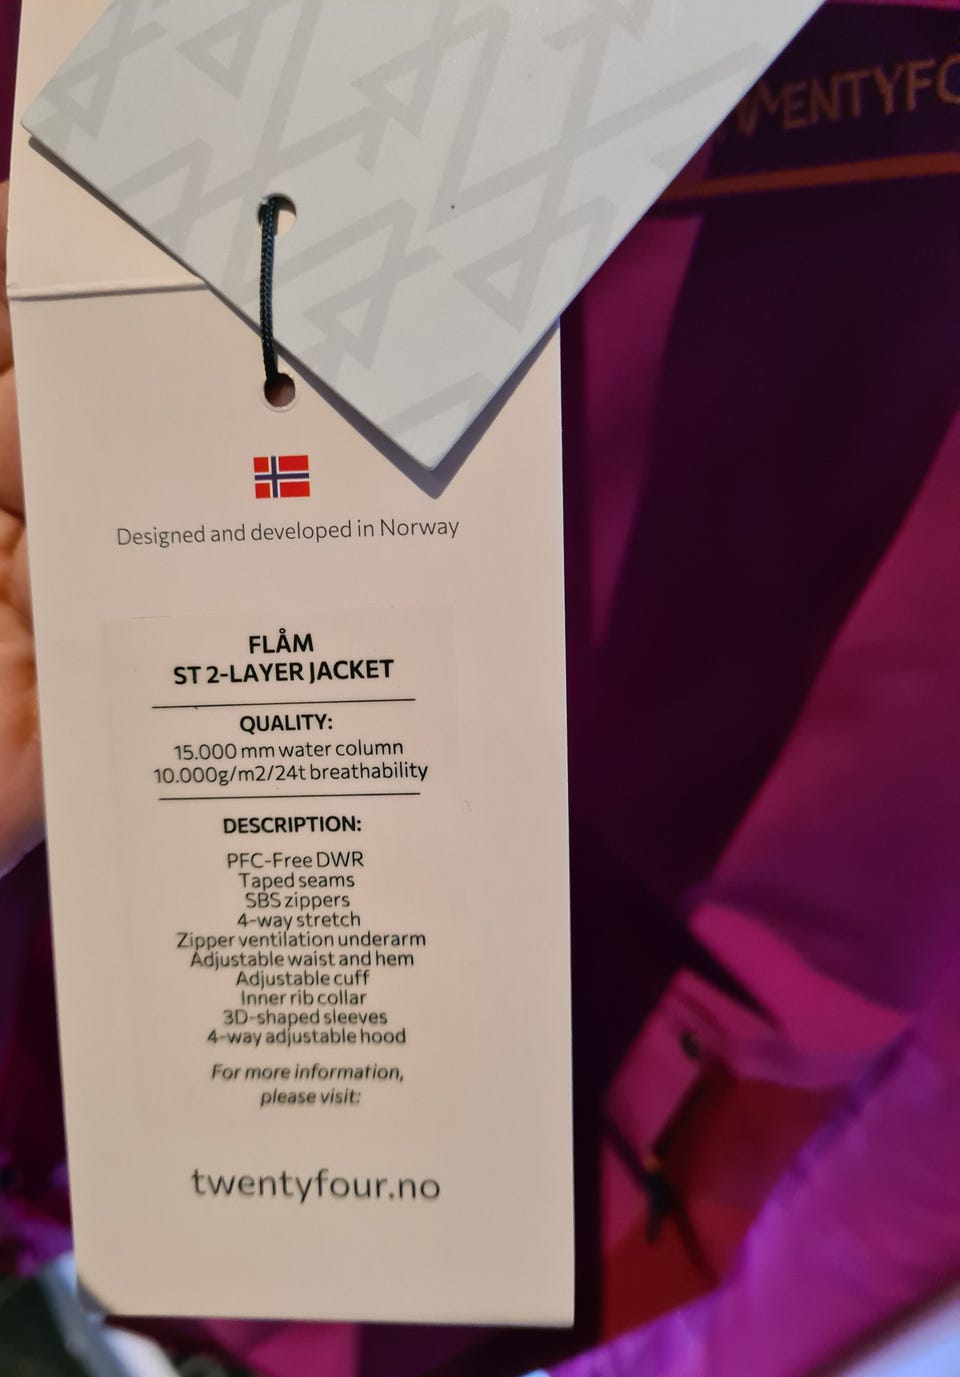 WENTYFO
Designed and developed in Norway
FLÅM
ST 2-LAYER JACKET
QUALITY:
15.000 mm water column
10.000g/m2/24t breathability
DESCRIPTION:
PFC-Free DWR
Taped seams
SBS zippers
4-way stretch
Zipper ventilation underarm
Adjustable waist and hem
Adjustable cuff
Inner rib collar
3D-shaped sleeves
4-way adjustable hood
For more information,
please visit:
twentyfour.no